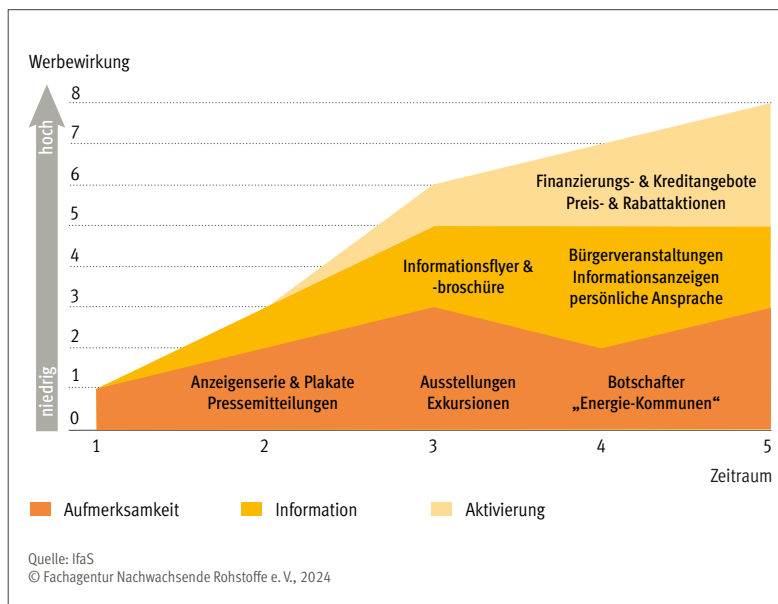 Werbewirkung
hoch
niedrig
8
7
6
5
4
3
2
1
0
Finanzierungs- & Kreditangebote
Preis- & Rabattaktionen
Informationsflyer &
-broschüre
Bürgerveranstaltungen
Informationsanzeigen
persönliche Ansprache
Anzeigenserie & Plakate
Pressemitteilungen
Ausstellungen
Exkursionen
Botschafter
„Energie-Kommunen“
1 2 3 4 5
Zeitraum
Aufmerksamkeit Information Aktivierung
Quelle: IfaS
© Fachagentur Nachwachsende Rohstoffe e. V., 2024